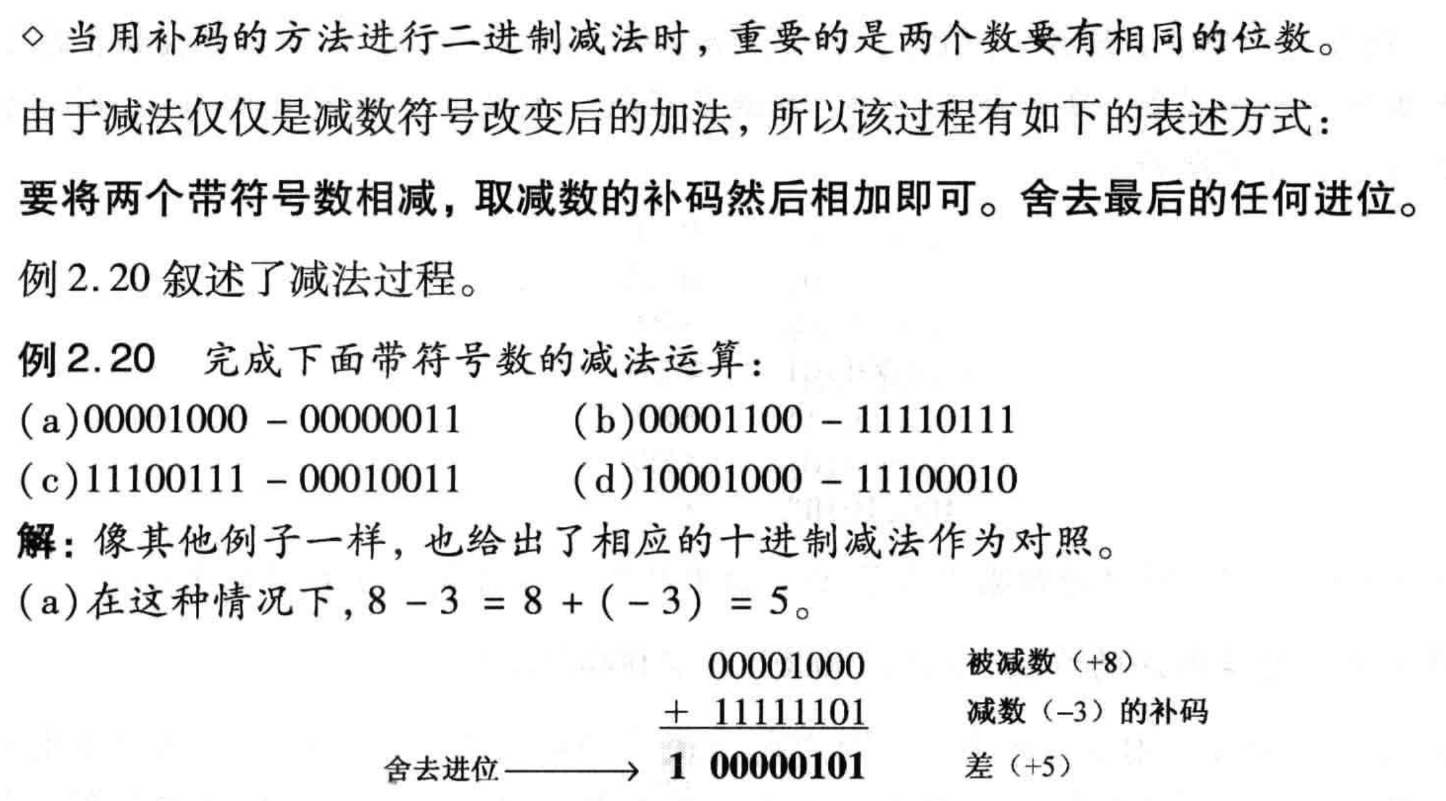 ◇ 当用补码的方法进行二进制减法时，重要的是两个数要有相同的位数。
由于减法仅仅是减数符号改变后的加法，所以该过程有如下的表述方式：
要将两个带符号数相减，取减数的补码然后相加即可。舍去最后的任何进位。
例2.20 叙述了减法过程。
例2.20 完成下面带符号数的减法运算：
(a)00001000 - 00000011 (b)00001100 - 11110111
(c)11100111 - 00010011 (d)10001000 - 11100010
解：像其他例子一样，也给出了相应的十进制减法作为对照。
(a)在这种情况下，8 - 3 = 8 + (-3) = 5。
00001000 被减数（+8）
+ 11111101 减数（-3）的补码
舍去进位 → 1 00000101 差（+5）